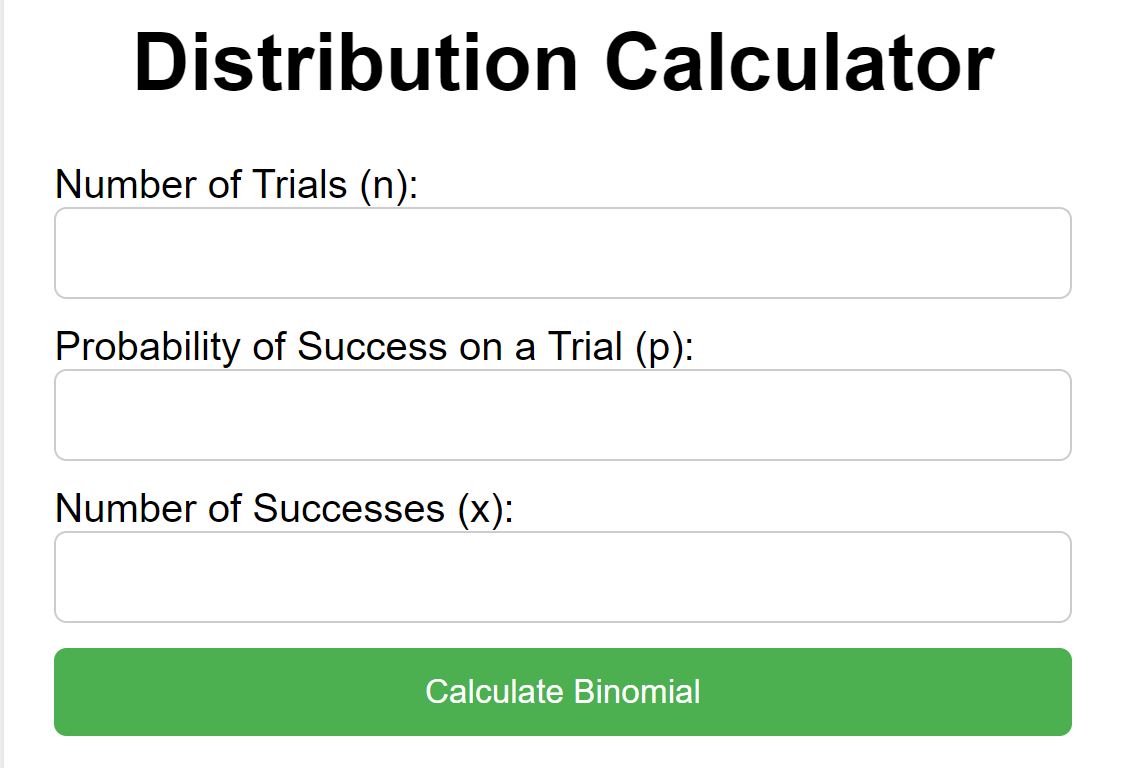 Distribution Calculator
Number of Trials (n):
Probability of Success on a Trial (p):
Number of Successes (x):
Calculate Binomial